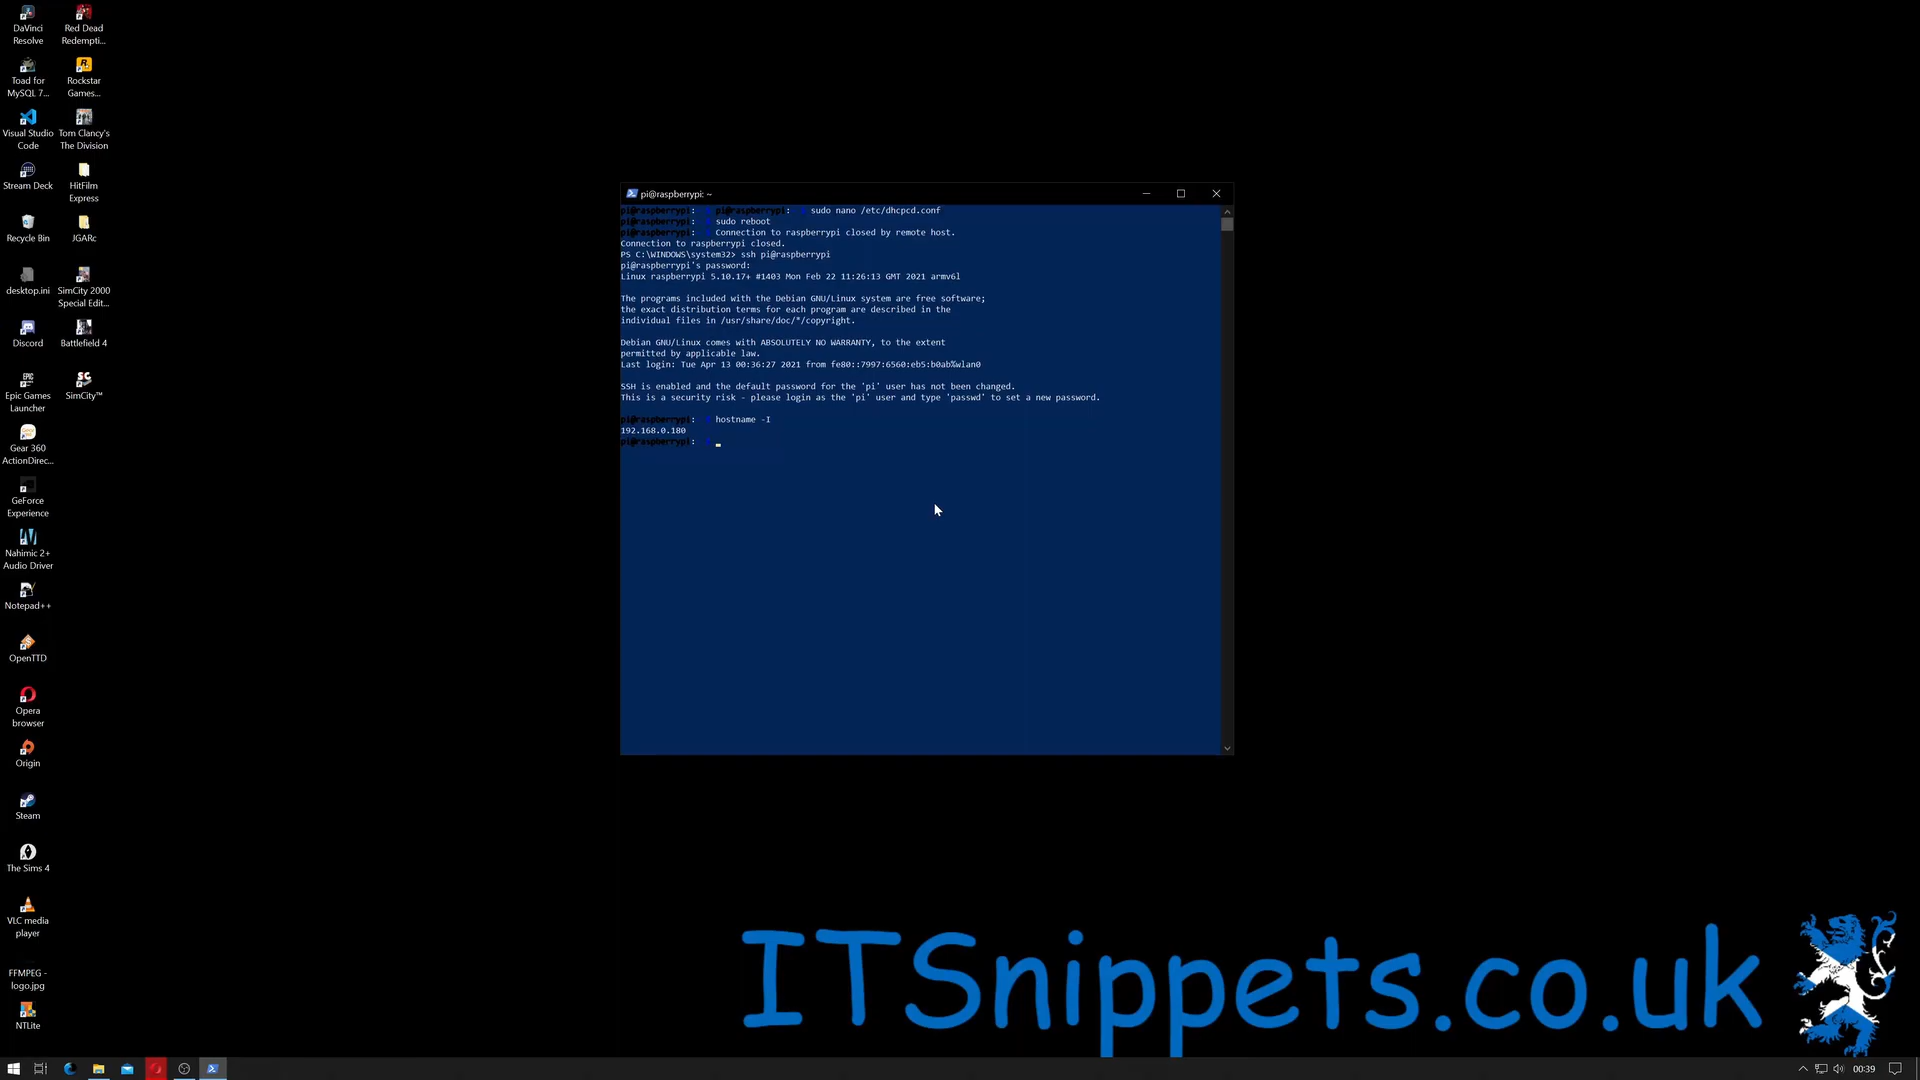 DaVinci
Resolve
Red Dead
Redempti...
Toad for
MySQL 7...
Rockstar
Games...
Visual Studio
Code
Tom Clancy's
The Division
Stream Deck
HitFilm
Express
Recycle Bin
JGARc
desktop.ini
SimCity 2000
Special Edit...
Discord
Battlefield 4
Epic Games
Launcher
SimCity™
Gear 360
ActionDirec...
GeForce
Experience
Nahimic 2+
Audio Driver
Notepad++
OpenTTD
Opera
browser
Origin
Steam
The Sims 4
VLC media
player
FFMPEG -
logo.jpg
NTLite
pi@raspberrypi: ~
pi@raspberrypi: pi@raspberrypi: sudo nano /etc/dhcpcd.conf
pi@raspberrypi: sudo reboot
pi@raspberrypi: Connection to raspberrypi closed by remote host.
Connection to raspberrypi closed.
PS C:\WINDOWS\system32> ssh pi@raspberrypi
pi@raspberrypi's password:
Linux raspberrypi 5.10.17+ #1403 Mon Feb 22 11:26:13 GMT 2021 armv6l
The programs included with the Debian GNU/Linux system are free software;
the exact distribution terms for each program are described in the
individual files in /usr/share/doc/*/copyright.
Debian GNU/Linux comes with ABSOLUTELY NO WARRANTY, to the extent
permitted by applicable law.
Last login: Tue Apr 13 00:36:27 2021 from fe80::7997:6560:eb5:b0ab%wlan0
SSH is enabled and the default password for the 'pi' user has not been changed.
This is a security risk - please login as the 'pi' user and type 'passwd' to set a new password.
pi@raspberrypi: hostname -I
192.168.0.180
pi@raspberrypi:
ITSnippets.co.uk
00:39